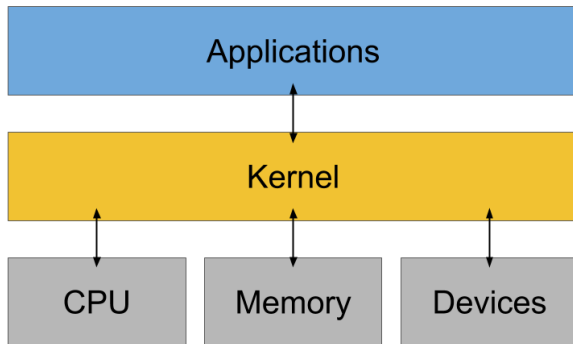 Applications
Kernel
CPU
Memory
Devices